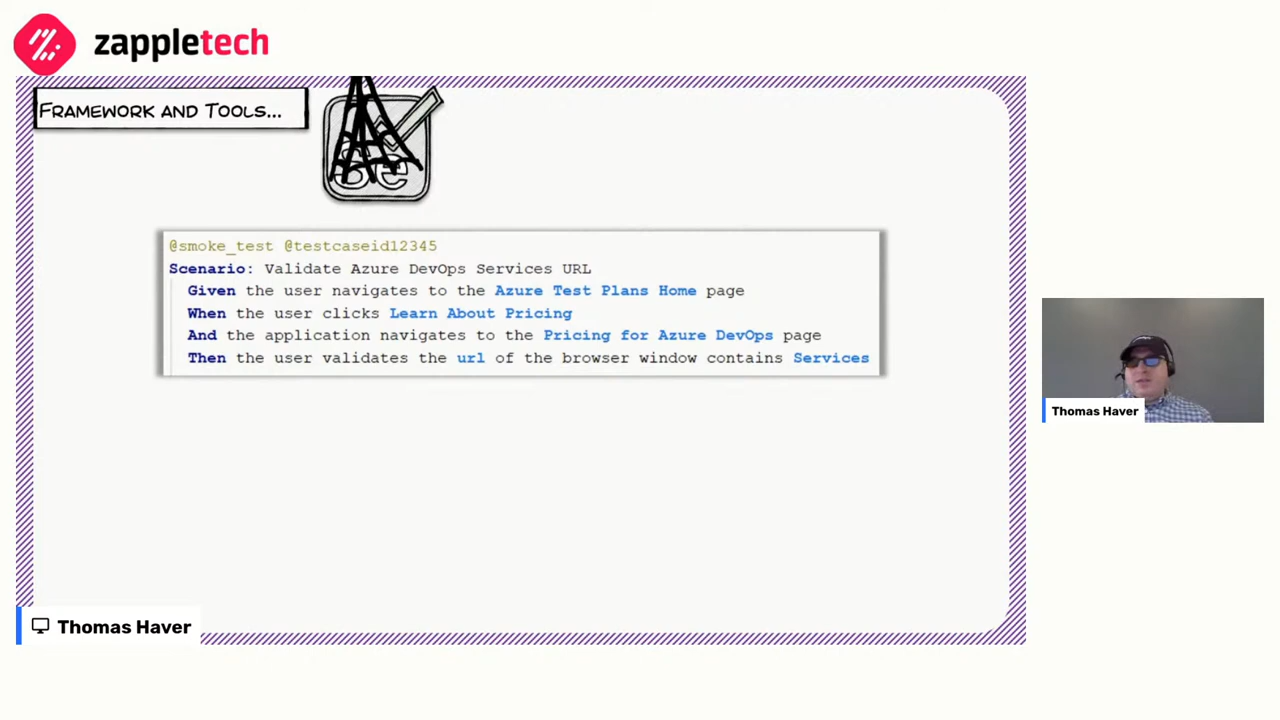 zappletech
FRAMEWORK AND TOOLS...
Se
@smoke_test @testcaseid12345
Scenario: Validate Azure DevOps Services URL
Given the user navigates to the Azure Test Plans Home page
When the user clicks Learn About Pricing
And the application navigates to the Pricing for Azure DevOps page
Then the user validates the url of the browser window contains Services
Thomas Haver
Thomas Haver